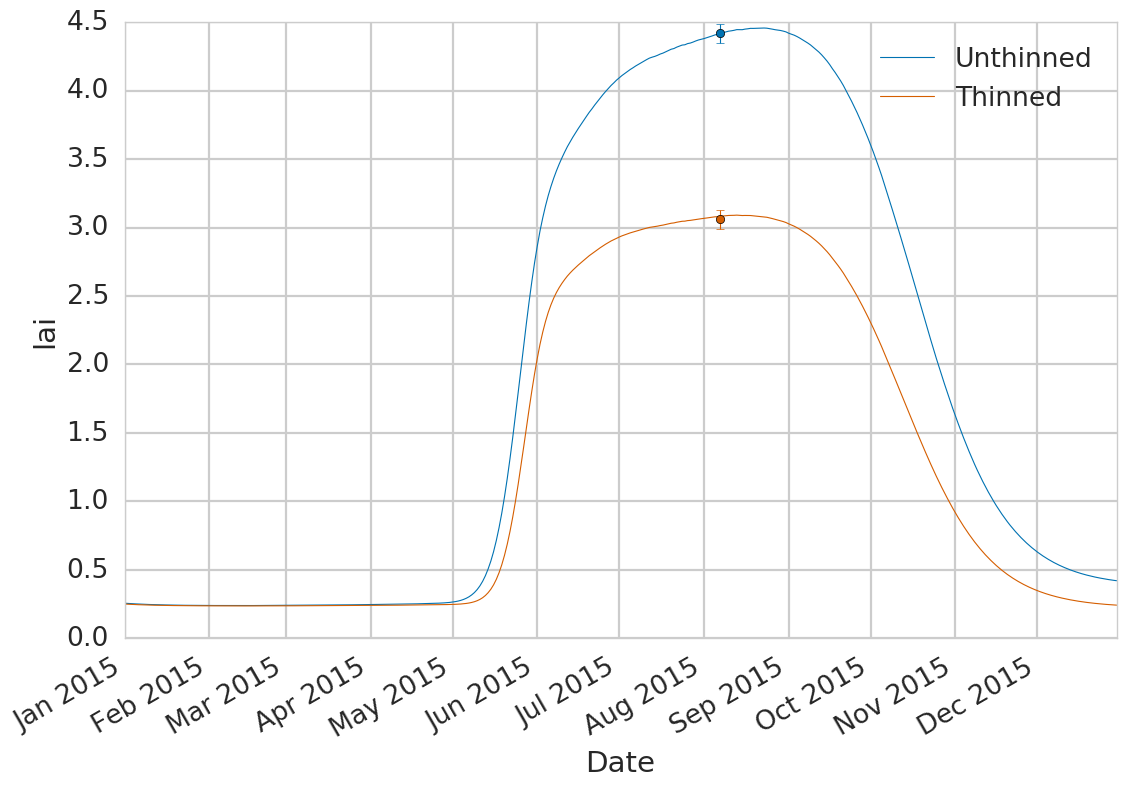 4.5
4.0
3.5
3.0
2.5
2.0
1.5
1.0
0.5
0.0
lai
Unthinned
Thinned
Jan 2015
Feb 2015
Mar 2015
Apr 2015
May 2015
Jun 2015
Jul 2015
Aug 2015
Sep 2015
Oct 2015
Nov 2015
Dec 2015
Date